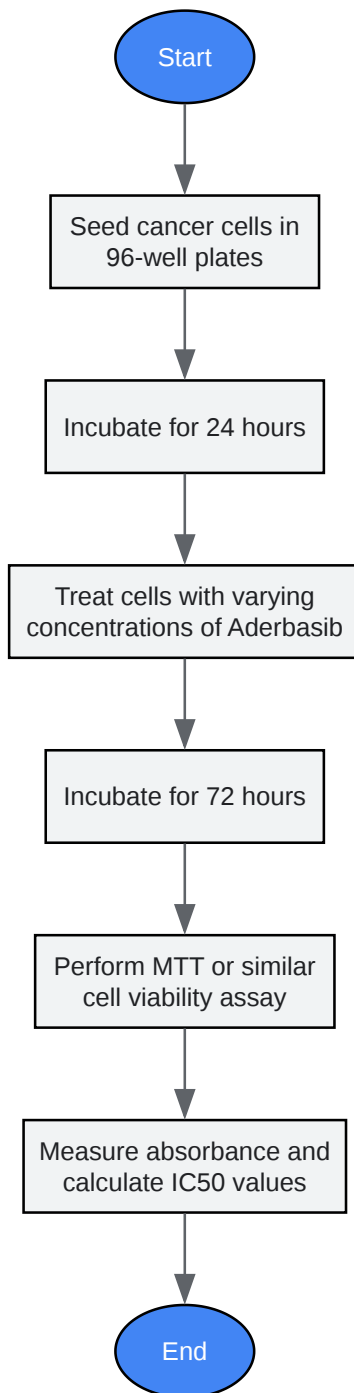 Start
Seed cancer cells in
96-well plates
Incubate for 24 hours
Treat cells with varying
concentrations of Aderbasib
Incubate for 72 hours
Perform MTT or similar
cell viability assay
Measure absorbance and
calculate IC50 values
End